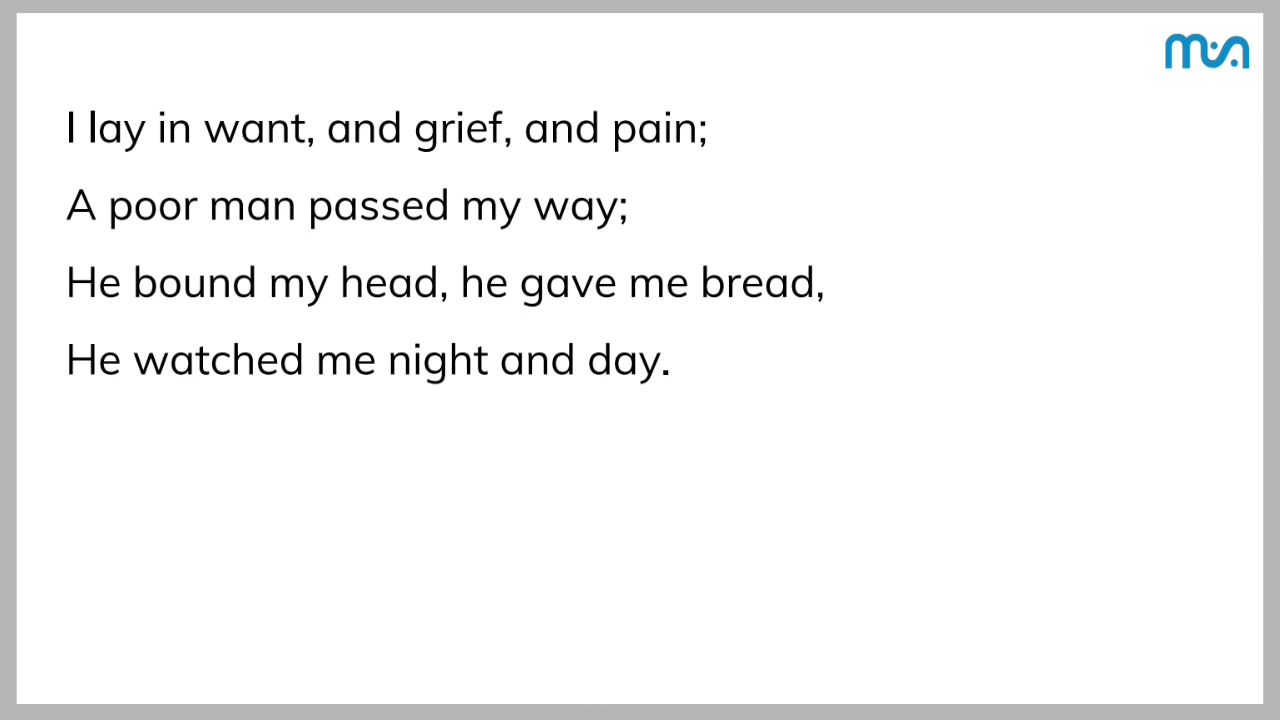 I lay in want, and grief, and pain;
A poor man passed my way;
He bound my head, he gave me bread,
He watched me night and day.